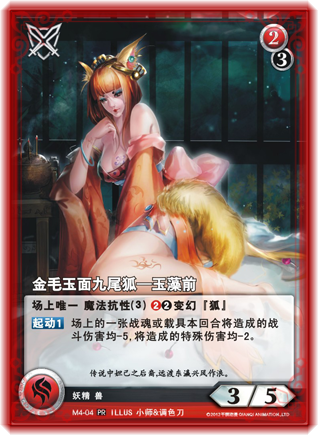 2
3
金毛玉面九尾狐—玉藻前
场上唯一 魔法抗性(3) 22变幻『狐』
起动1 场上的一张战魂或载具本回合将造成的战
斗伤害均-5,将造成的特殊伤害均-2。
传说中妲己之后裔,远渡东瀛兴风作浪。
妖精 兽
3 / 5
M4-04 PR ILLUS 小师&调色刀